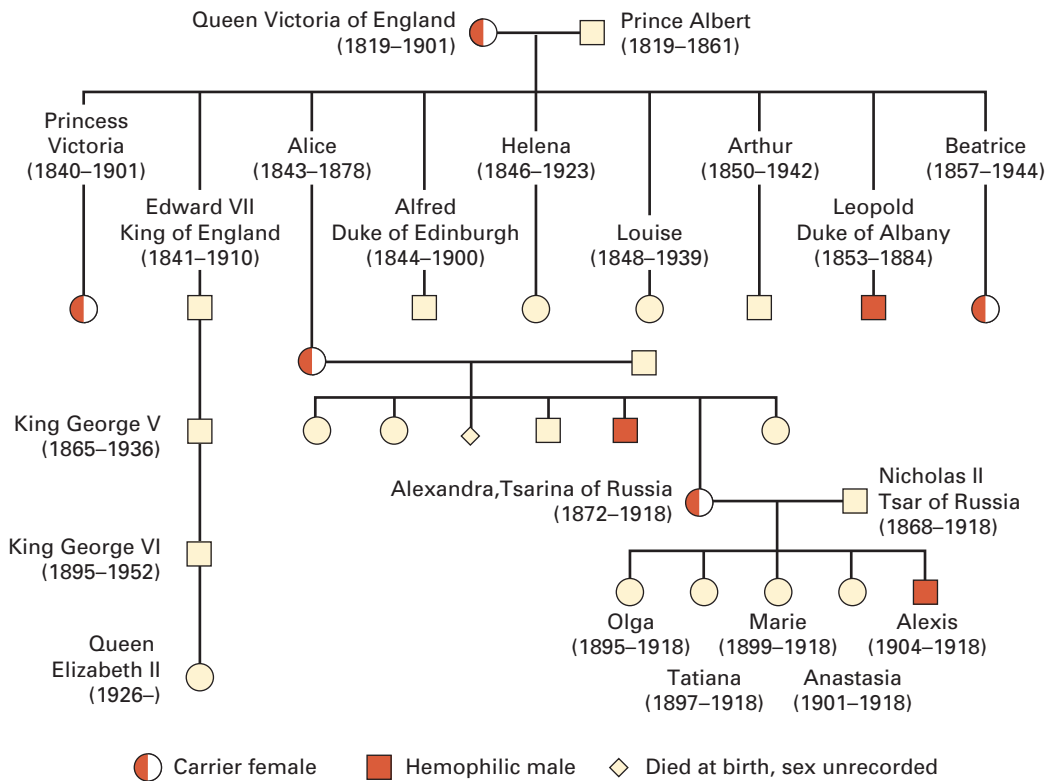 Queen Victoria of England
(1819–1901)
Prince Albert
(1819–1861)
Princess
Victoria
(1840–1901)
Edward VII
King of England
(1841–1910)
Alice
(1843–1878)
Alfred
Duke of Edinburgh
(1844–1900)
Helena
(1846–1923)
Louise
(1848–1939)
Arthur
(1850–1942)
Leopold
Duke of Albany
(1853–1884)
Beatrice
(1857–1944)
King George V
(1865–1936)
Alexandra,Tsarina of Russia
(1872–1918)
Nicholas II
Tsar of Russia
(1868–1918)
King George VI
(1895–1952)
Olga
(1895–1918)
Tatiana
(1897–1918)
Marie
(1899–1918)
Anastasia
(1901–1918)
Alexis
(1904–1918)
Queen
Elizabeth II
(1926–)
Carrier female
Hemophilic male
Died at birth, sex unrecorded